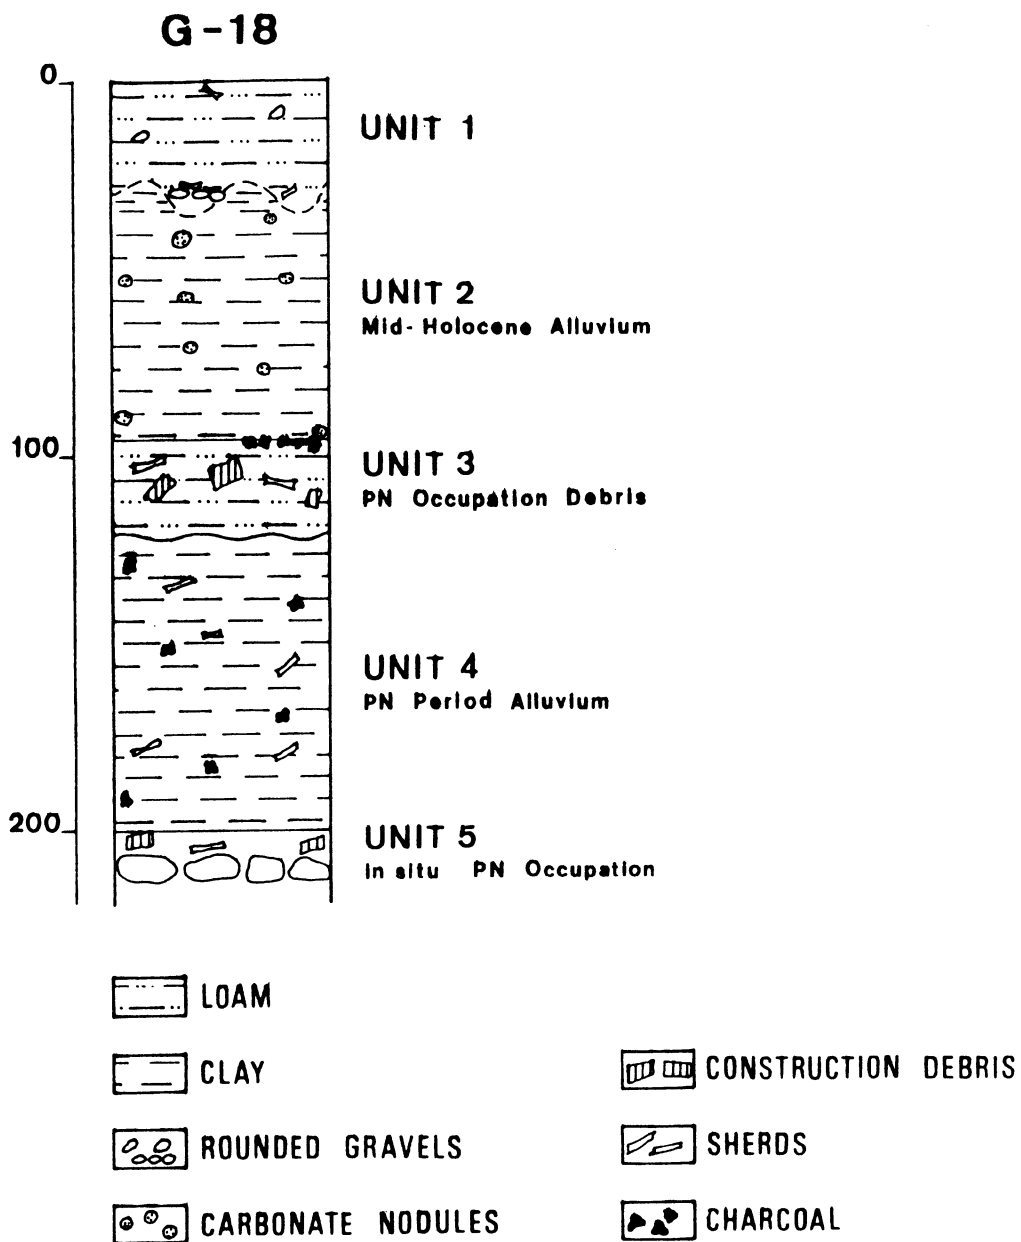 G-18
0
UNIT 1
UNIT 2
Mid-Holocene Alluvium
100
UNIT 3
PN Occupation Debris
UNIT 4
PN Period Alluvium
200
UNIT 5
In situ PN Occupation
LOAM
CLAY
CONSTRUCTION DEBRIS
ROUNDED GRAVELS
SHERDS
CARBONATE NODULES
CHARCOAL